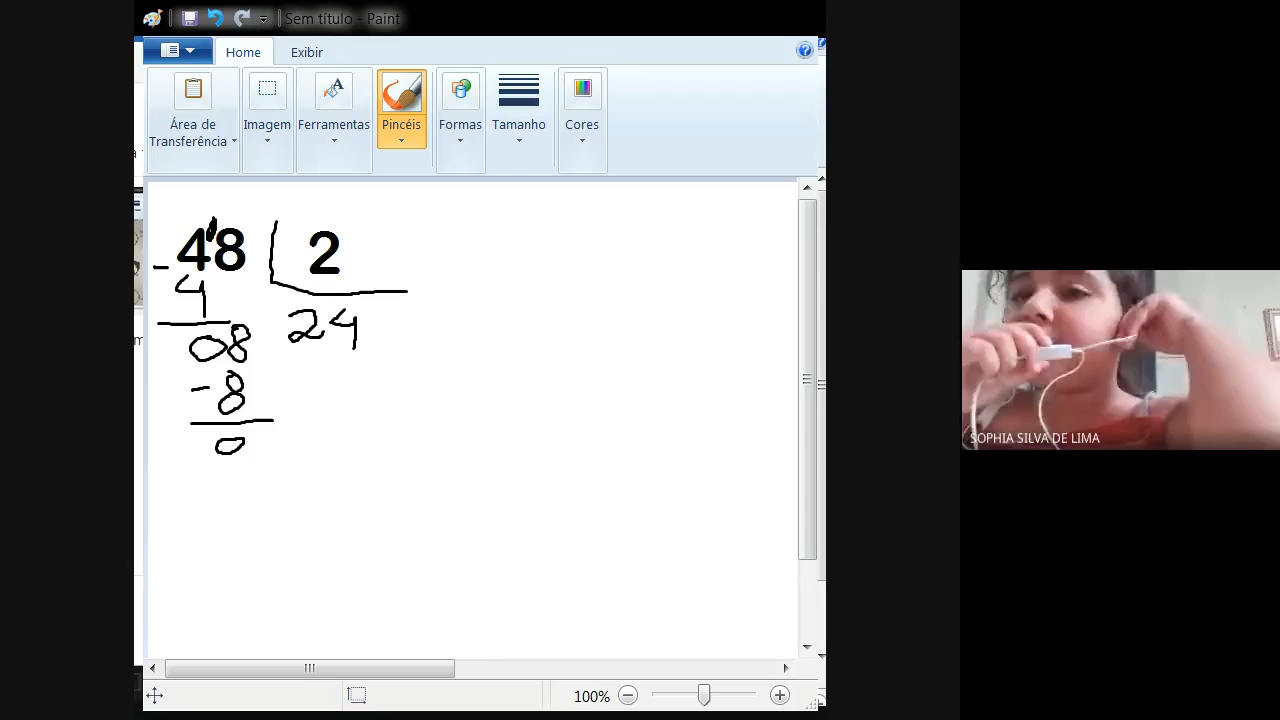 Sem título - Paint
Home Exibir
Área de Transferência
Imagem
Ferramentas
Pincéis
Formas
Tamanho
Cores
48 2
- 4 24
08
- 8
0
SOPHIA SILVA DE LIMA
100%